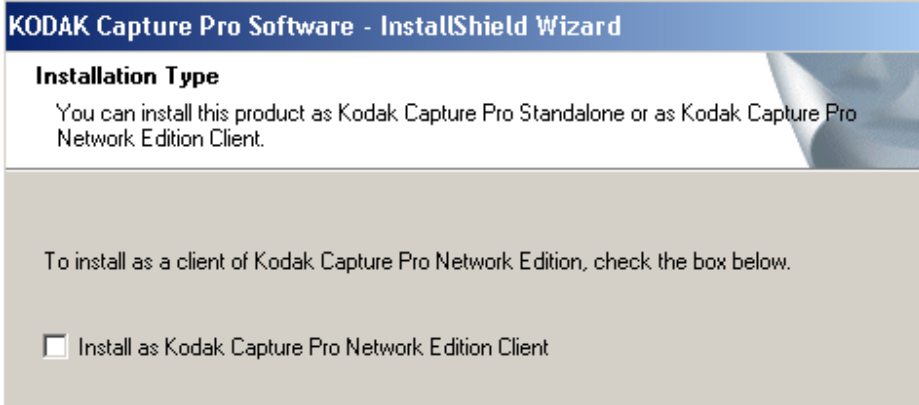 KODAK Capture Pro Software - InstallShield Wizard
Installation Type
You can install this product as Kodak Capture Pro Standalone or as Kodak Capture Pro
Network Edition Client.
To install as a client of Kodak Capture Pro Network Edition, check the box below.
Install as Kodak Capture Pro Network Edition Client